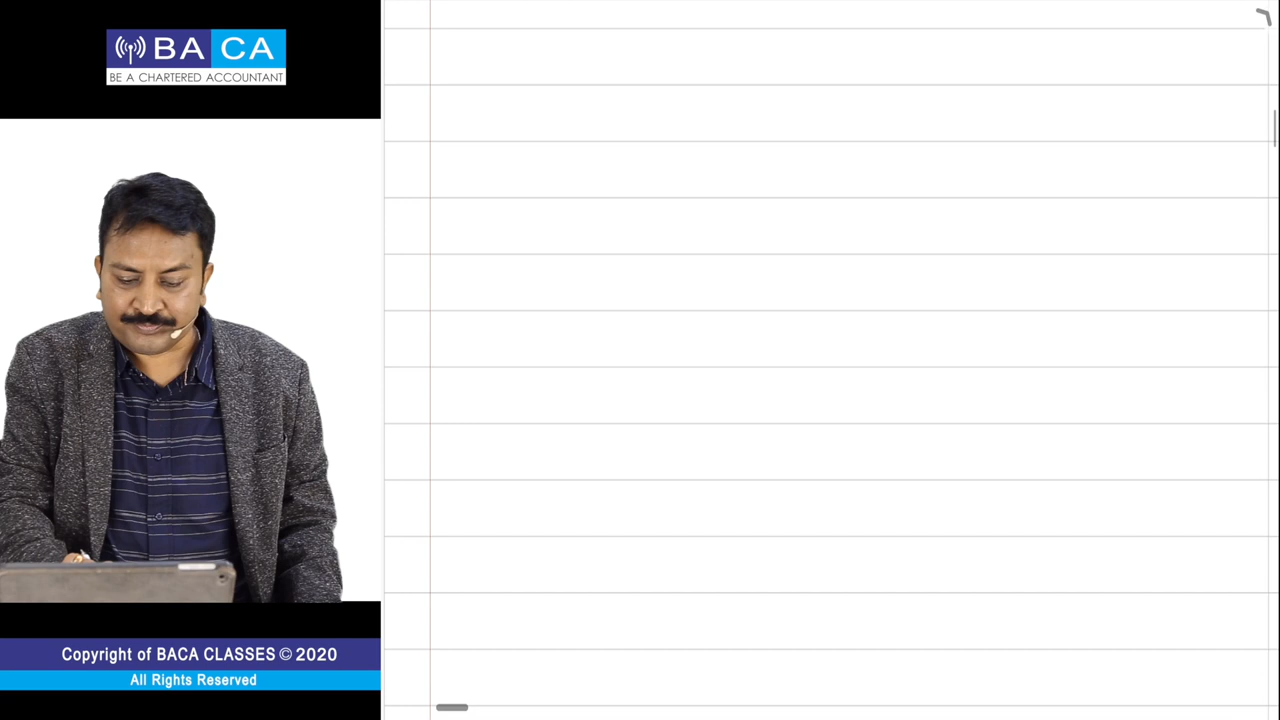 BA CA
BE A CHARTERED ACCOUNTANT
Copyright of BACA CLASSES © 2020
All Rights Reserved